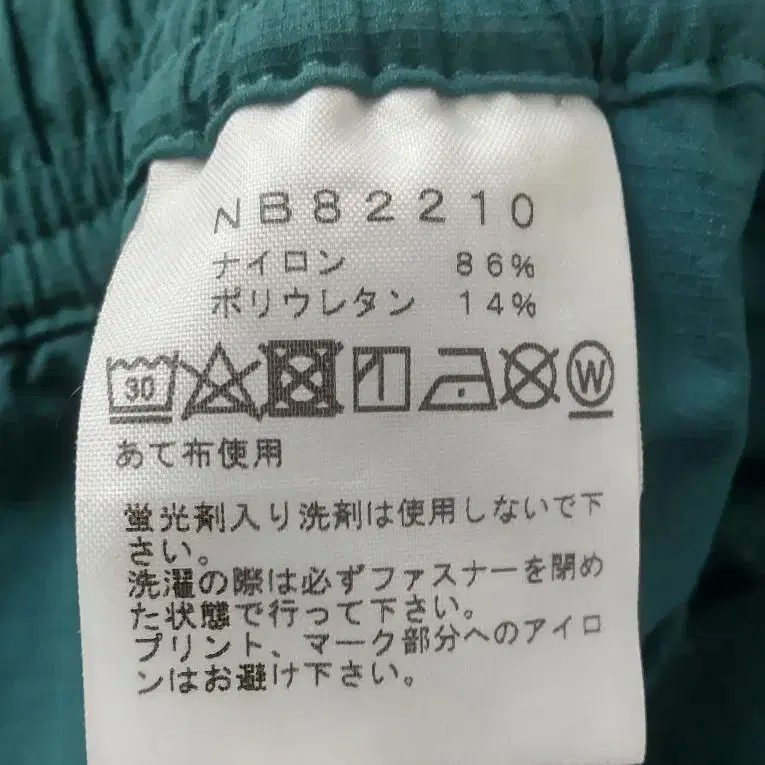 NB82210
ナイロン 86%
ポリウレタン 14%
30 W
あて布使用
蛍光剤入り洗剤は使用しないで下
さい。
洗濯の際は必ずファスナーを閉め
た状態で行って下さい。
プリント、マーク部分へのアイロ
ンはお避け下さい。